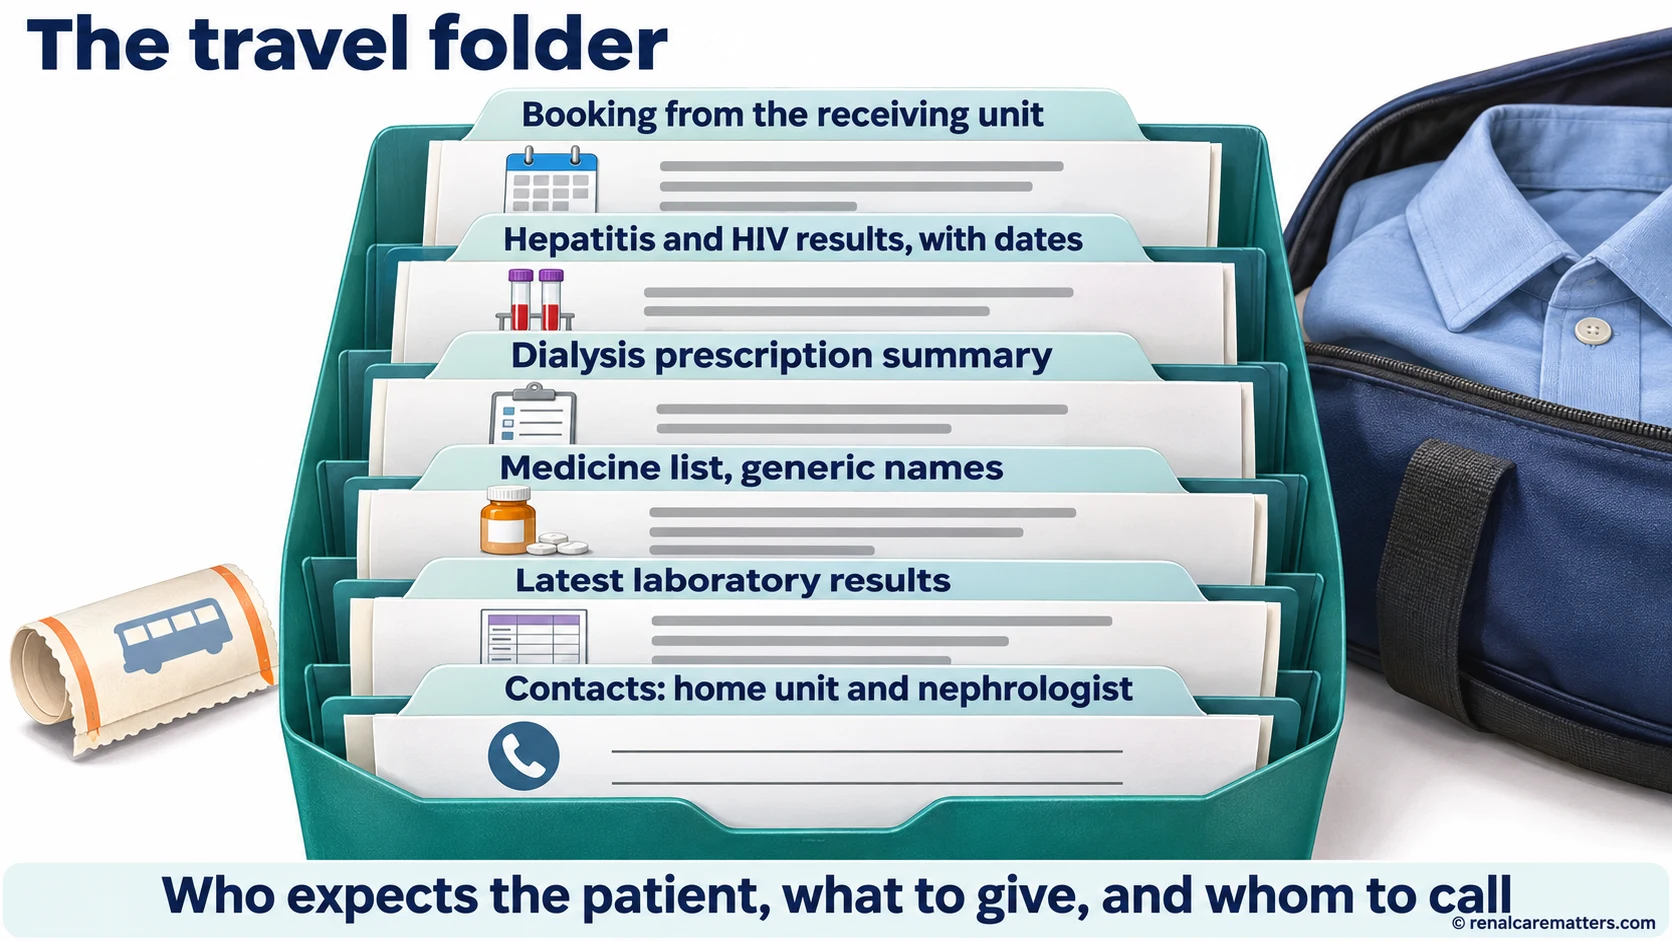 The travel folder
Booking from the receiving unit
Hepatitis and HIV results, with dates
Dialysis prescription summary
Medicine list, generic names
Latest laboratory results
Contacts: home unit and nephrologist
Who expects the patient, what to give, and whom to call
© renalcarematters.com